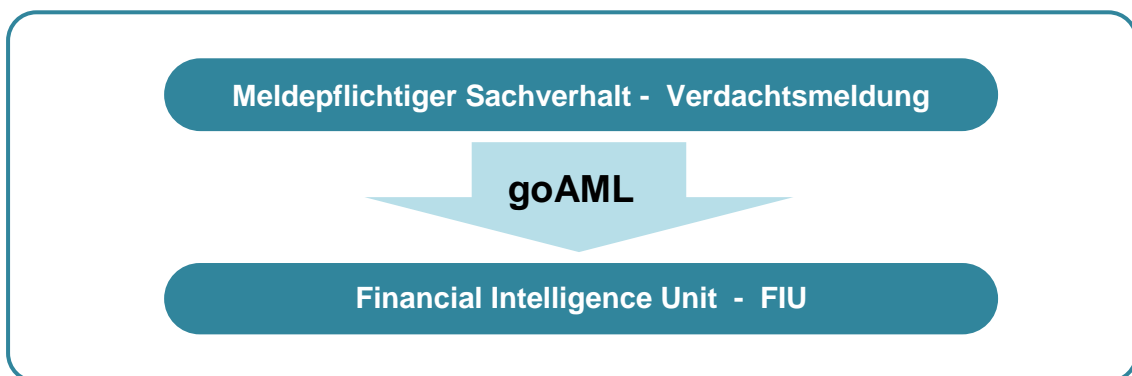 Meldepflichtiger Sachverhalt - Verdachtsmeldung
goAML
Financial Intelligence Unit - FIU